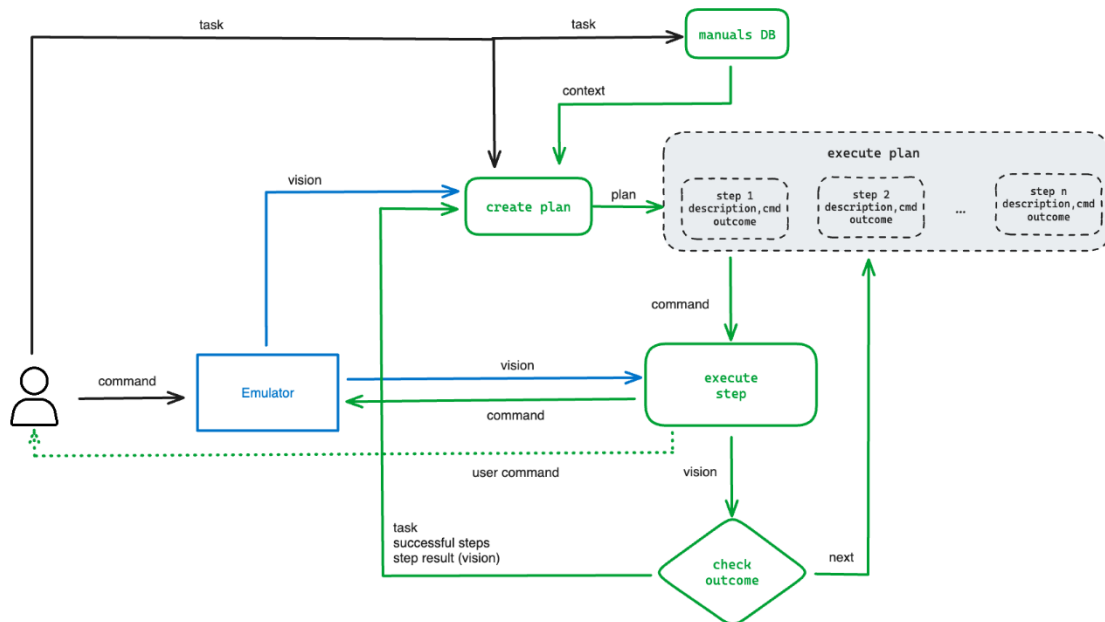 task
task
manuals DB
context
execute plan
vision
create plan
plan
step 1
description,cmd
outcome
step 2
description,cmd
outcome
...
step n
description,cmd
outcome
command
command
Emulator
vision
command
execute
step
user command
vision
task
successful steps
step result (vision)
check
outcome
next